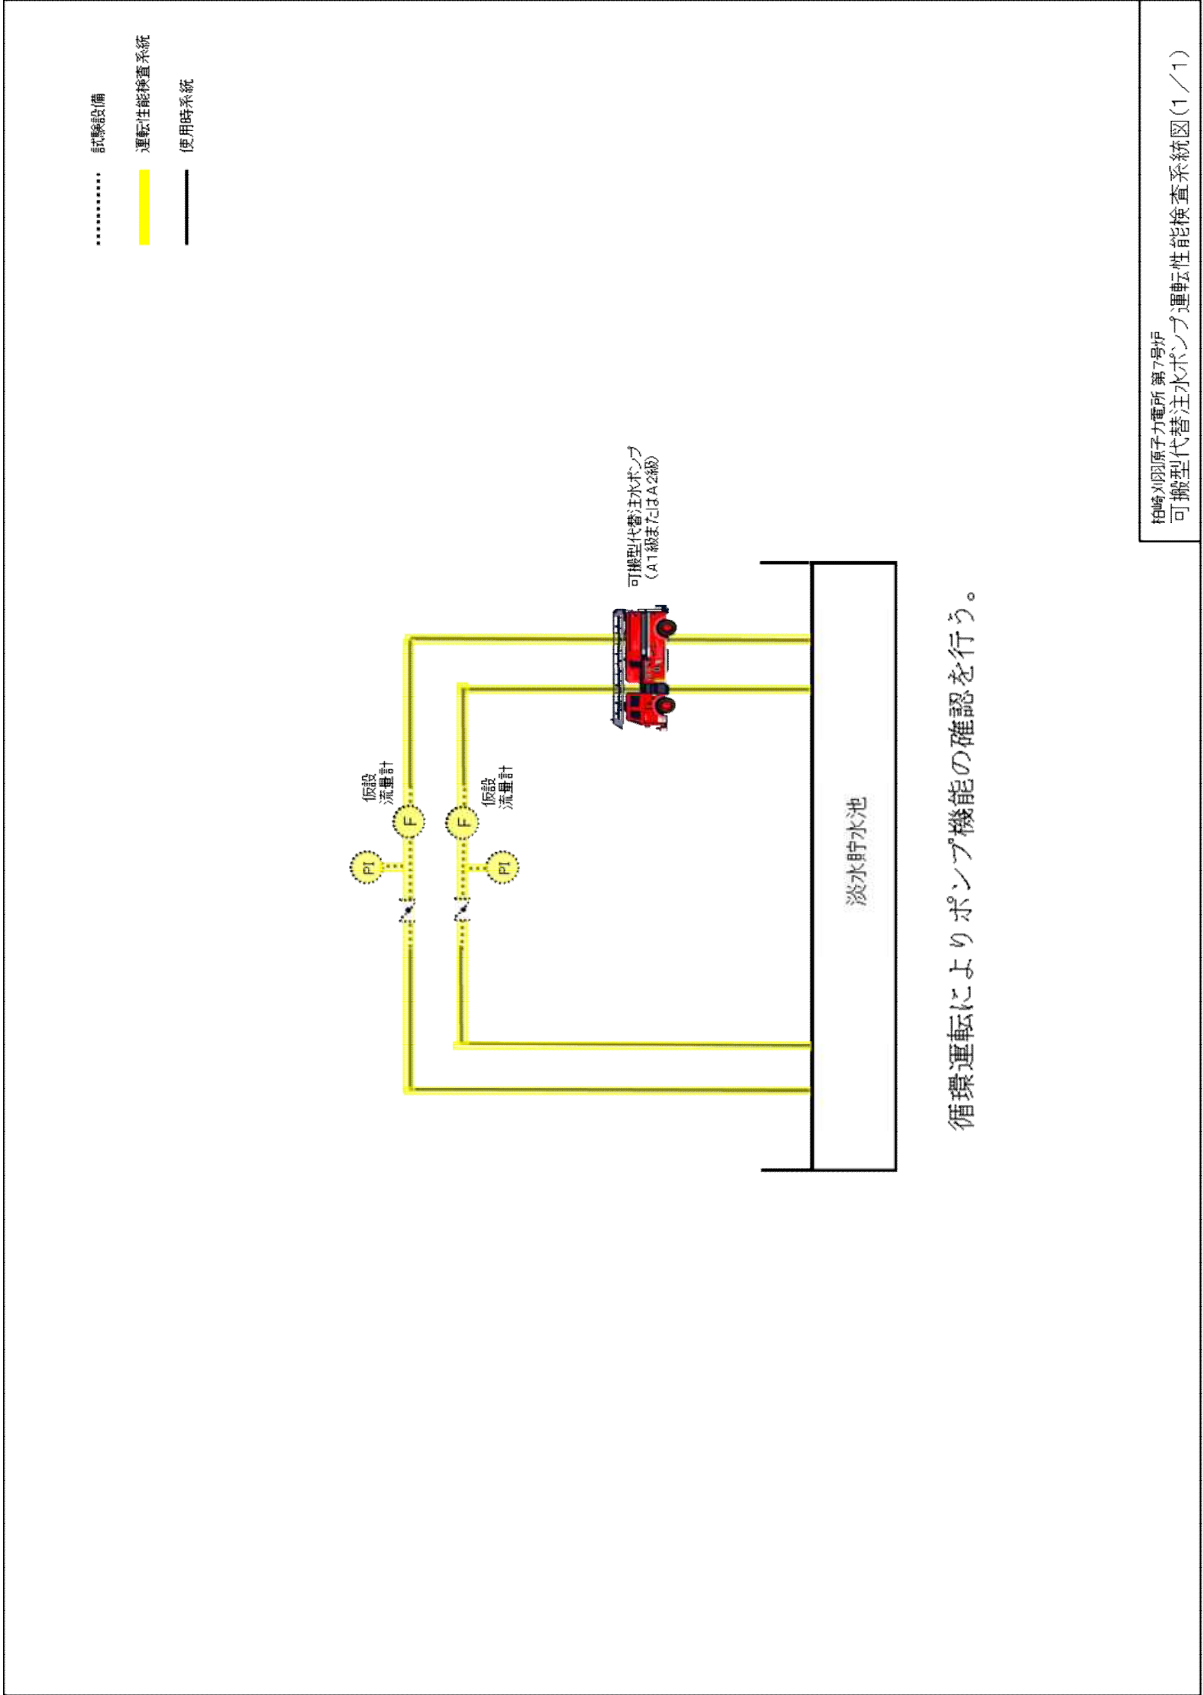 試験設備
運転性能検査系統
使用時系統
仮設
流量計
PI
F
F
PI
仮設
流量計
可搬型代替注水ポンプ
（A1級またはA2級）
淡水貯水池
循環運転によりポンプ機能の確認を行う。
柏崎刈羽原子力発電所 第7号炉
可搬型代替注水ポンプ運転性能検査系統図(1／1)